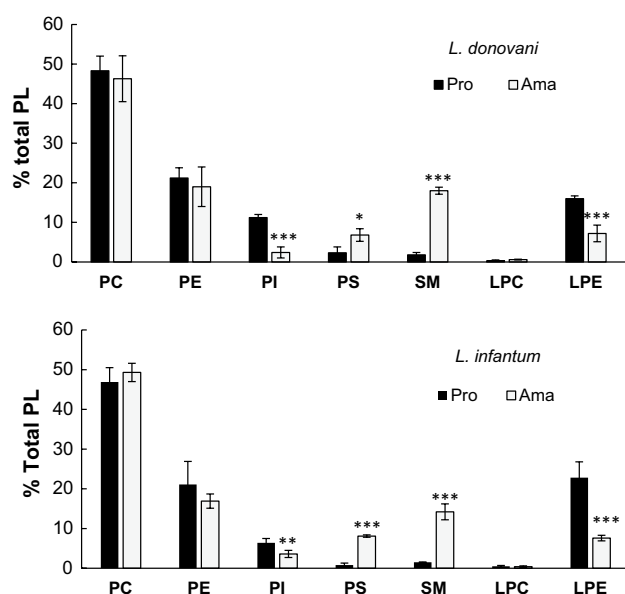 60
50
40
30
20
10
0
% total PL
L. donovani
Pro Ama
***
*
***
***
PC PE PI PS SM LPC LPE
60
50
40
30
20
10
0
% Total PL
L. infantum
Pro Ama
**
***
***
***
PC PE PI PS SM LPC LPE